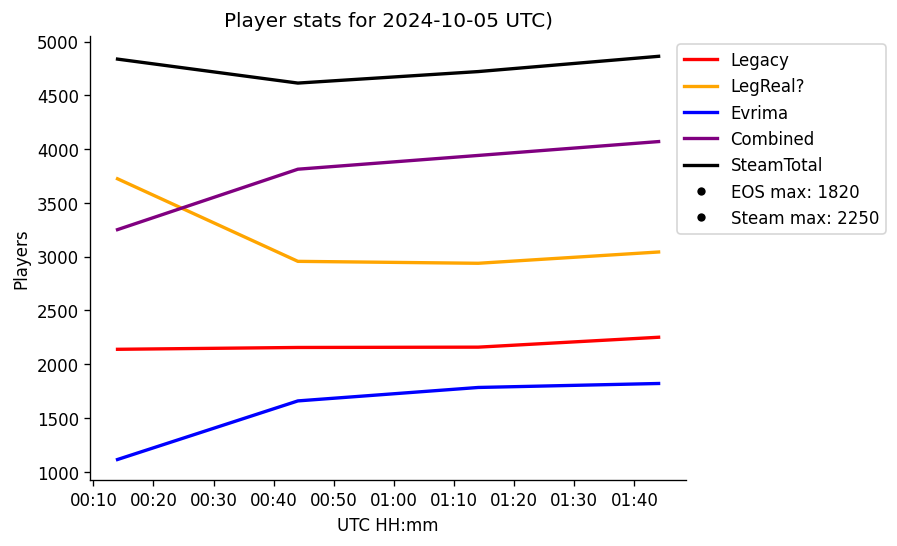 Player stats for 2024-10-05 UTC)
5000
4500
4000
3500
3000
2500
2000
1500
1000
Players
00:10 00:20 00:30 00:40 00:50 01:00 01:10 01:20 01:30 01:40
UTC HH:mm
Legacy
LegReal?
Evrima
Combined
SteamTotal
EOS max: 1820
Steam max: 2250